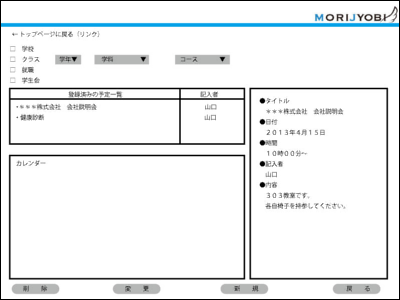 MORIJYOBI
←トップページに戻る（リンク）
□ 学校
□ クラス 学年▼ 学科 ▼ コース ▼
□ 就職
□ 学生会
登録済みの予定一覧 記入者
・＊＊＊株式会社 会社説明会 山口
・健康診断 山口
カレンダー
●タイトル
＊＊＊株式会社 会社説明会
●日付
２０１３年４月１５日
●時間
１０時００分～
●記入者
山口
●内容
３０３教室です。
各自椅子を持参してください。
削 除 変 更 新 規 戻 る